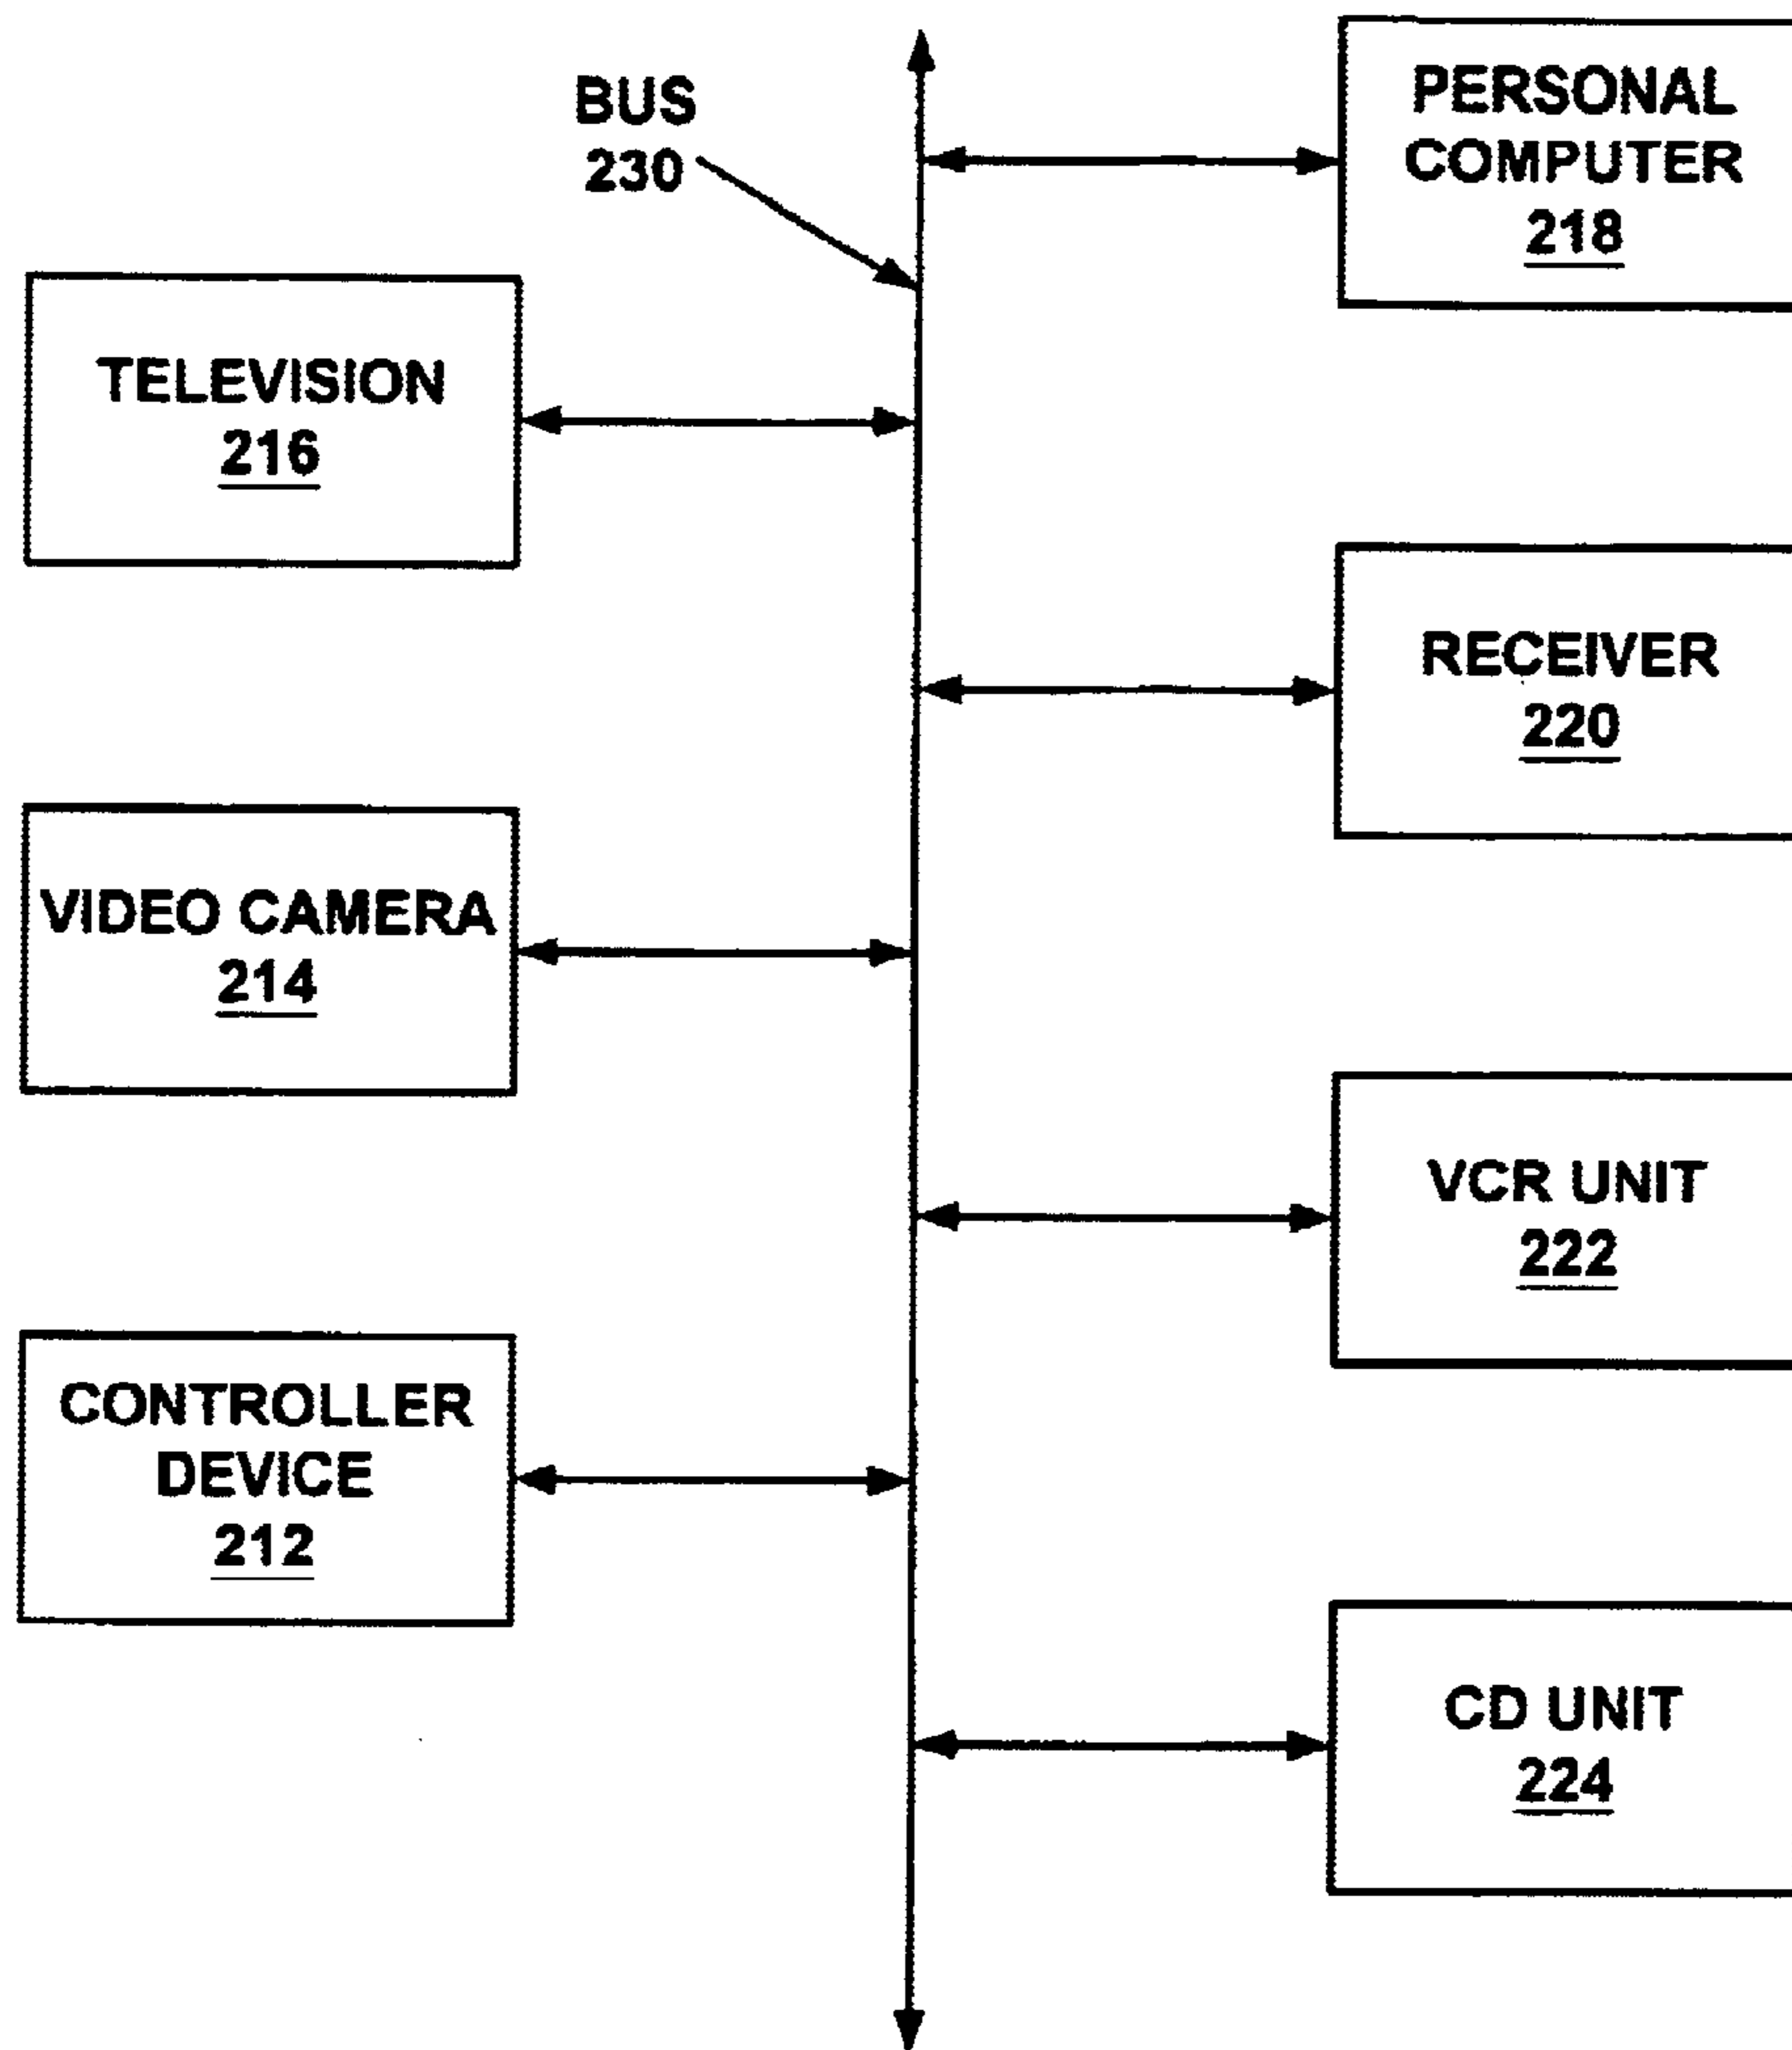 BUS
230
PERSONAL
COMPUTER
218
TELEVISION
216
RECEIVER
220
VIDEO CAMERA
214
VCR UNIT
222
CONTROLLER
DEVICE
212
CD UNIT
224